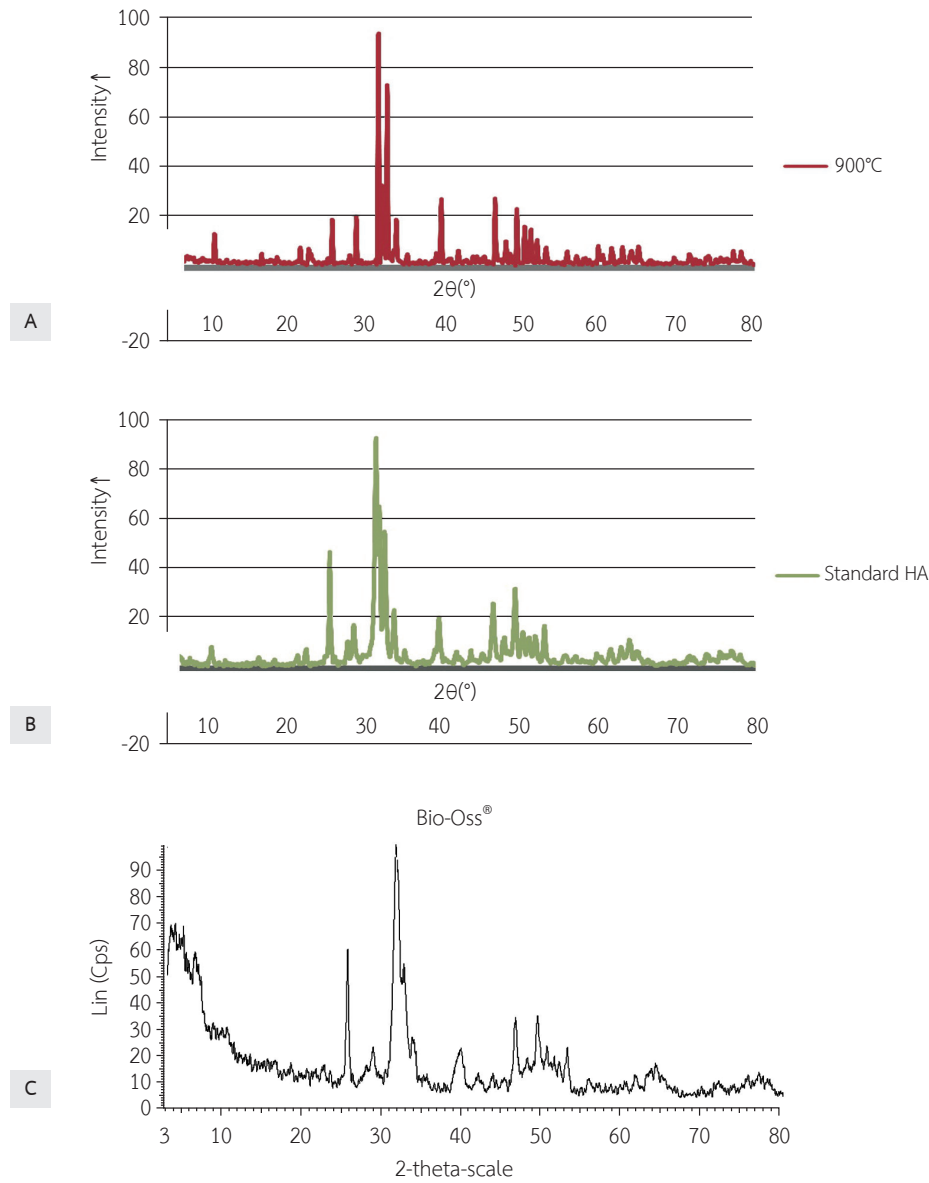 100
80
60
40
20
Intensity↑
900°C
2θ(°)
A
10 20 30 40 50 60 70 80
-20
100
80
60
40
20
Intensity↑
Standard HA
2θ(°)
B
10 20 30 40 50 60 70 80
-20
Bio-Oss®
90
80
70
60
50
40
30
20
10
0
Lin (Cps)
C
3 10 20 30 40 50 60 70 80
2-theta-scale